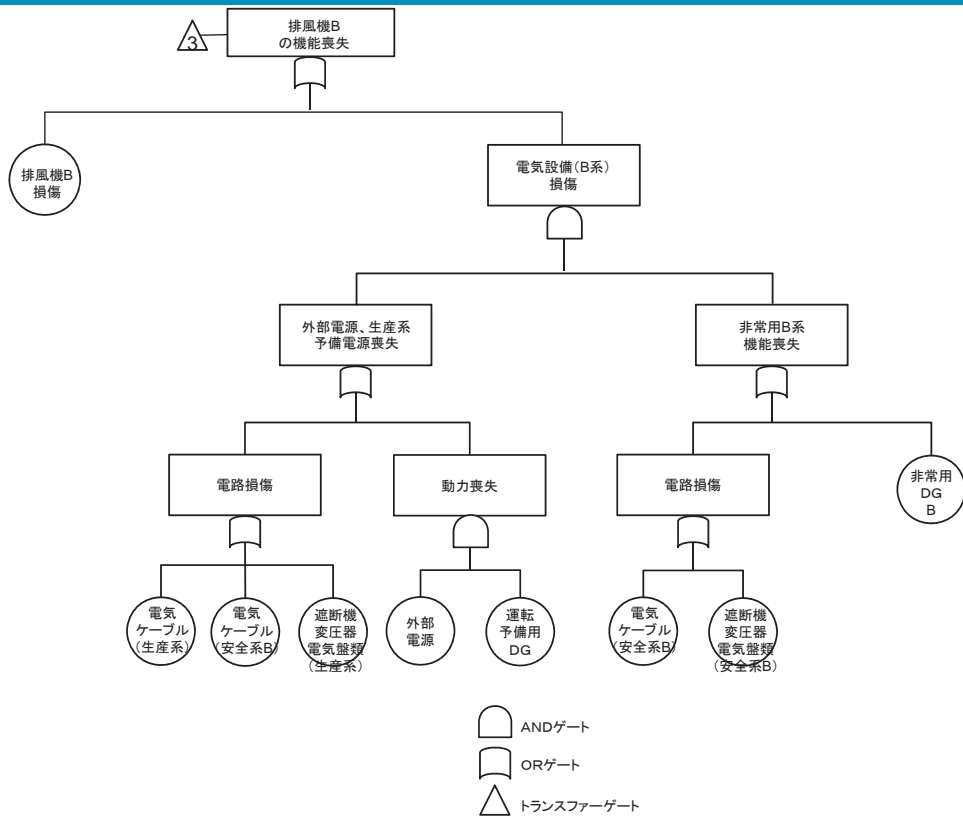 3
排風機B
の機能喪失
排風機B
損傷
電気設備（B系）
損傷
外部電源、生産系
予備電源喪失
非常用B系
機能喪失
電路損傷
動力喪失
電路損傷
非常用
DG
B
電気
ケーブル
（生産系）
電気
ケーブル
（安全系B）
遮断機
変圧器
電気盤類
（生産系）
外部
電源
運転
予備用
DG
電気
ケーブル
（安全系B）
遮断機
変圧器
電気盤類
（安全系B）
ANDゲート
ORゲート
トランスファーゲート